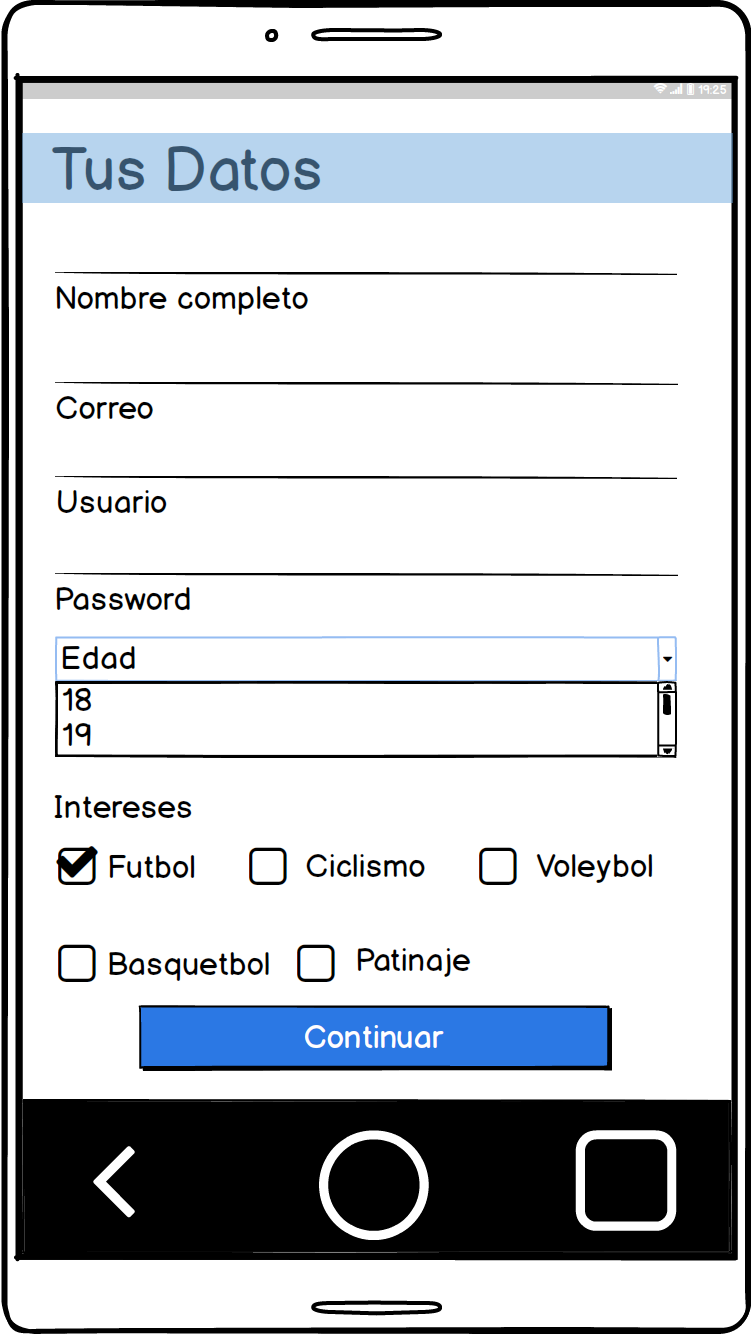 19:25
Tus Datos
Nombre completo
Correo
Usuario
Password
Edad
18
19
Intereses
Futbol Ciclismo Voleybol
Basquetbol Patinaje
Continuar